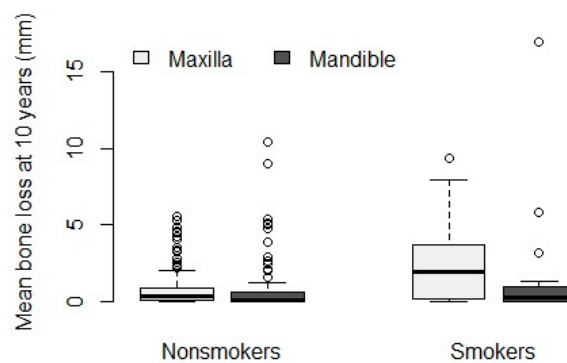 Mean bone loss at 10 years (mm)
Maxilla
Mandible
15
10
5
0
Nonsmokers
Smokers